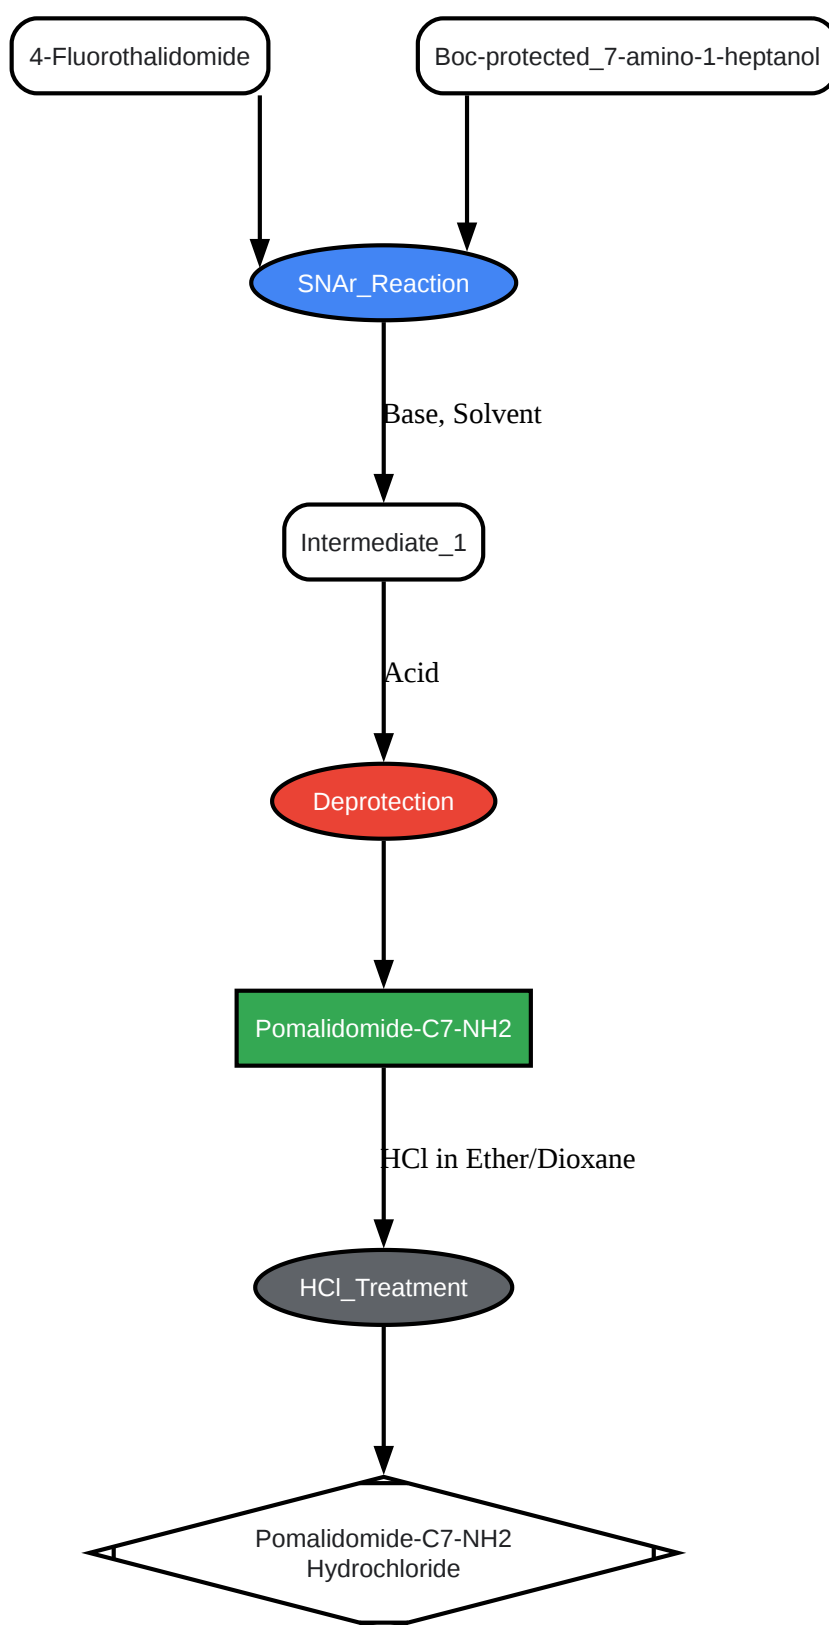 4-Fluorothalidomide
Boc-protected_7-amino-1-heptanol
SNAr_Reaction
Base, Solvent
Intermediate_1
Acid
Deprotection
Pomalidomide-C7-NH2
HCl in Ether/Dioxane
HCl_Treatment
Pomalidomide-C7-NH2
Hydrochloride